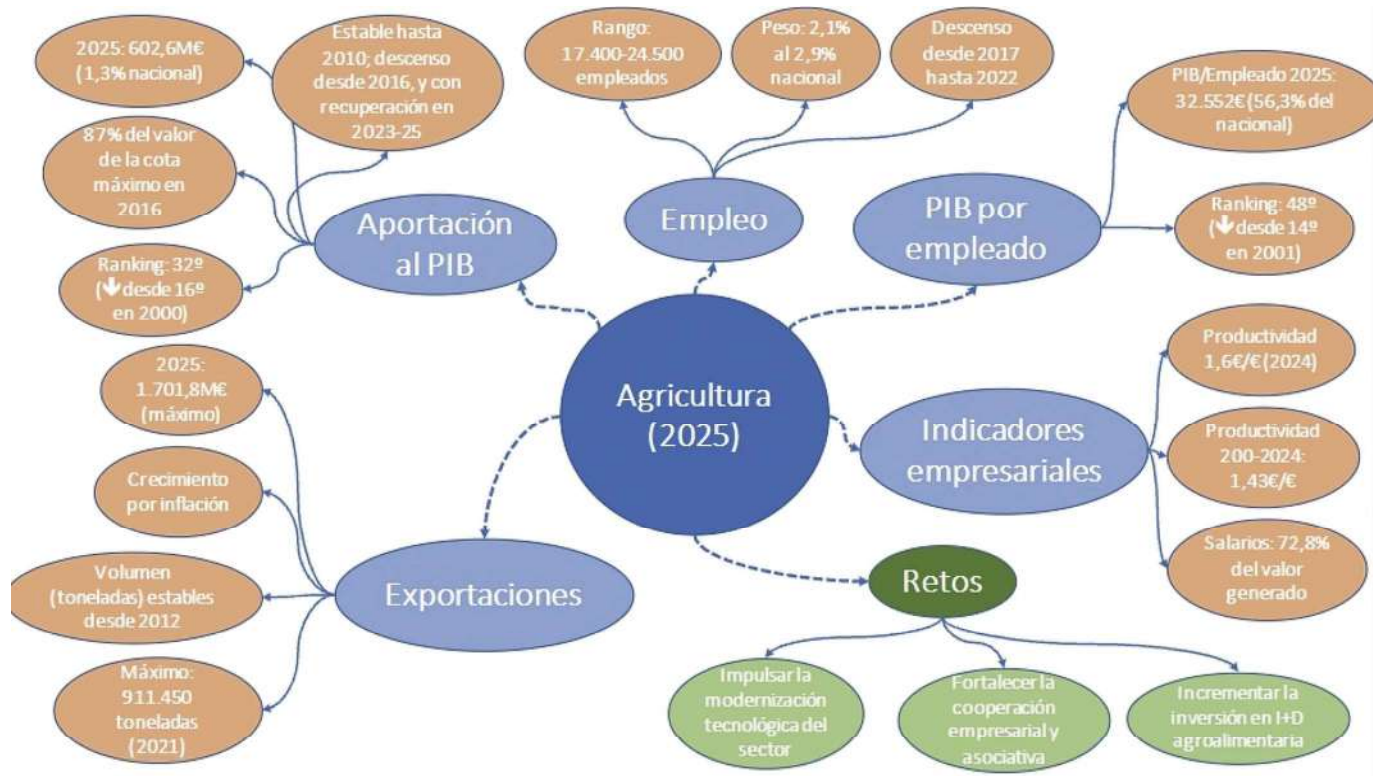 Agricultura
(2025)
Aportación
al PIB
2025: 602,6M€
(1,3% nacional)
Estable hasta
2010; descenso
desde 2016, y con
recuperación en
2023-25
87% del valor
de la cota
máximo en
2016
Ranking: 32º
(🡇desde 16º
en 2000)
Empleo
Rango:
17.400-24.500
empleados
Peso: 2,1%
al 2,9%
nacional
Descenso
desde 2017
hasta 2022
PIB por
empleado
PIB/Empleado 2025:
32.552€ (56,3% del
nacional)
Ranking: 48º
(🡇desde 14º
en 2001)
Indicadores
empresariales
Productividad
1,6€/€ (2024)
Productividad
200-2024:
1,43€/€
Salarios: 72,8%
del valor
generado
Exportaciones
2025:
1.701,8M€
(máximo)
Crecimiento
por inflación
Volumen
(toneladas) estables
desde 2012
Máximo:
911.450
toneladas
(2021)
Retos
Impulsar la
modernización
tecnológica del
sector
Fortalecer la
cooperación
empresarial y
asociativa
Incrementar la
inversión en I+D
agroalimentaria